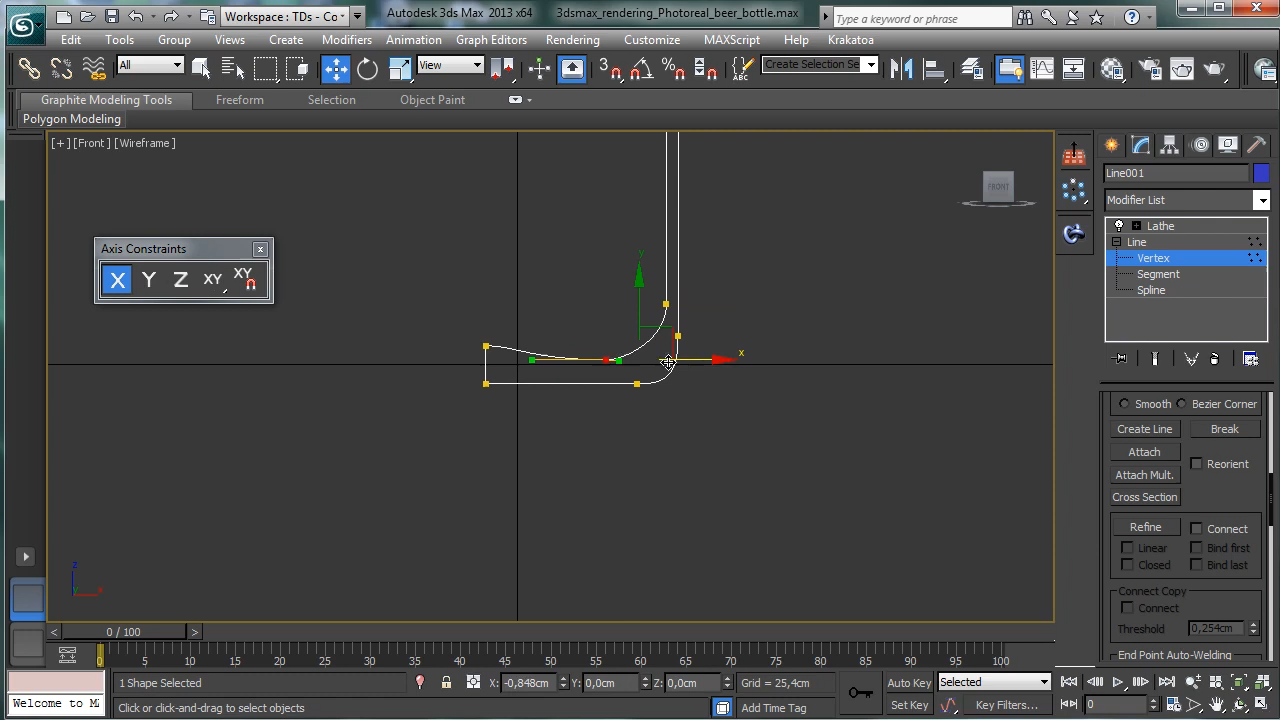 Workspace : TDs - Co
Autodesk 3ds Max  2013 x64
3dsmax_rendering_Photoreal_beer_bottle.max
Type a keyword or phrase
Edit
Tools
Group
Views
Create
Modifiers
Animation
Graph Editors
Rendering
Customize
MAXScript
Help
Krakatoa
All
View
3
%
ABC
Create Selection Se
Graphite Modeling Tools
Freeform
Selection
Object Paint
Polygon Modeling
[+] [Front] [Wireframe]
FRONT
Axis Constraints
x
X
Y
Z
XY
XY
y
x
z
y
x
Line001
Modifier List
Lathe
Line
Vertex
Segment
Spline
Smooth
Bezier Corner
Create Line
Break
Attach
Reorient
Attach Mult.
Cross Section
Refine
Connect
Linear
Bind first
Closed
Bind last
Connect Copy
Connect
Threshold
0,254cm
End Point Auto-Welding
<
0 / 100
>
0
5
10
15
20
25
30
35
40
45
50
55
60
65
70
75
80
85
90
95
100
1 Shape Selected
X:
-0,848cm
Y:
0,0cm
Z:
0,0cm
Grid = 25,4cm
Auto Key
Selected
Welcome to M
Click or click-and-drag to select objects
Add Time Tag
Set Key
Key Filters...
0